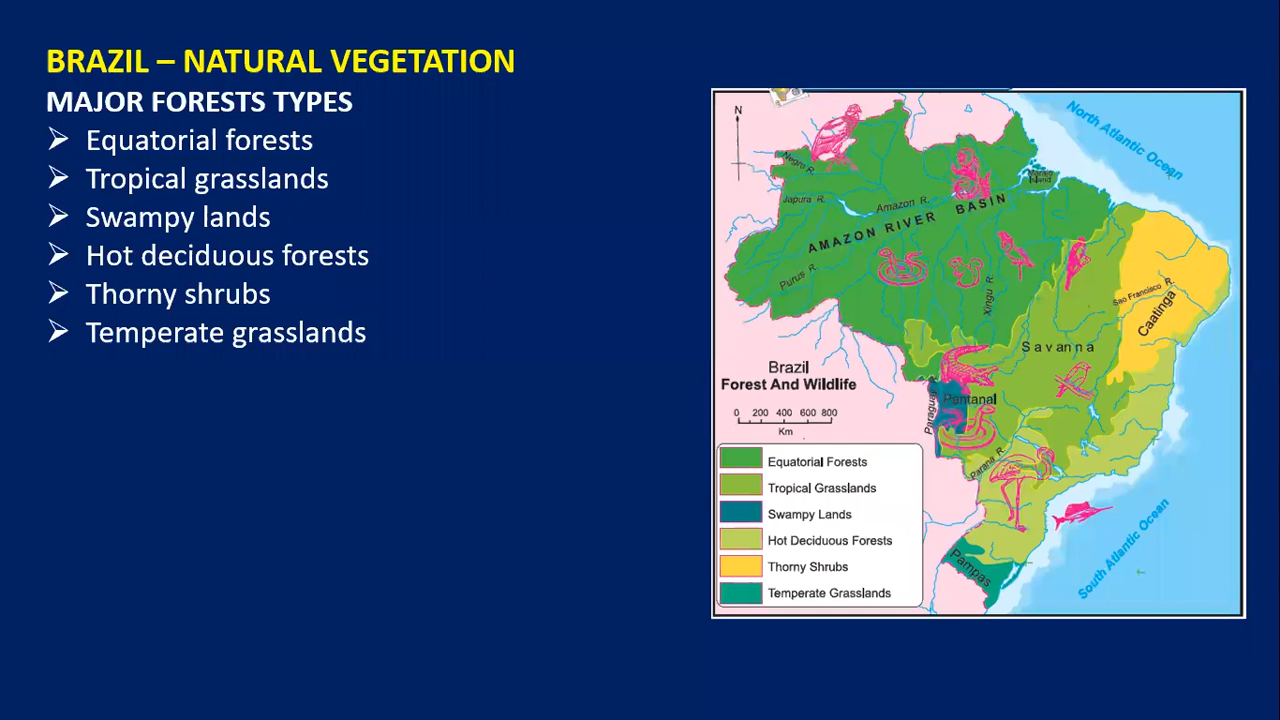 BRAZIL – NATURAL VEGETATION
MAJOR FORESTS TYPES
➢ Equatorial forests
➢ Tropical grasslands
➢ Swampy lands
➢ Hot deciduous forests
➢ Thorny shrubs
➢ Temperate grasslands
N
North Atlantic Ocean
Negro R.
Marajo
Island
Japura R.
Amazon R.
AMAZON RIVER BASIN
Purus R.
Xingu R.
Sao Francisco R.
Caatinga
Savanna
Brazil
Forest And Wildlife
Paraguay R.
Pantanal
0 200 400 600 800
Km
Parana R.
Equatorial Forests
Tropical Grasslands
Swampy Lands
Hot Deciduous Forests
Thorny Shrubs
Temperate Grasslands
Pampas
South Atlantic Ocean